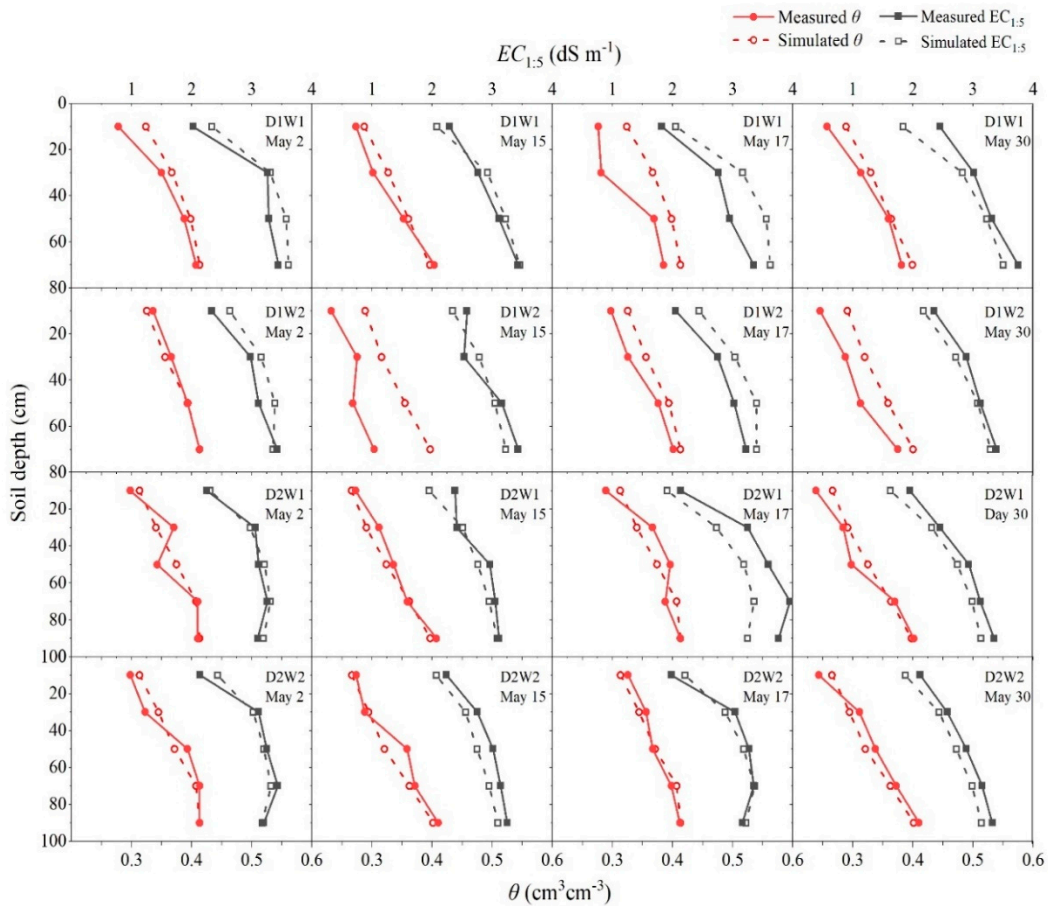 Measured θ Measured EC1:5
Simulated θ Simulated EC1:5
EC1:5 (dS m-1)
1 2 3 4 1 2 3 4 1 2 3 4 1 2 3 4
0
20
40
60
80
D1W1
May 2
D1W1
May 15
D1W1
May 17
D1W1
May 30
20
40
60
80
D1W2
May 2
D1W2
May 15
D1W2
May 17
D1W2
May 30
20
40
60
80
100
D2W1
May 2
D2W1
May 15
D2W1
May 17
D2W1
Day 30
20
40
60
80
100
D2W2
May 2
D2W2
May 15
D2W2
May 17
D2W2
May 30
Soil depth (cm)
0.3 0.4 0.5 0.6 0.3 0.4 0.5 0.6 0.3 0.4 0.5 0.6 0.3 0.4 0.5 0.6
θ (cm3cm-3)